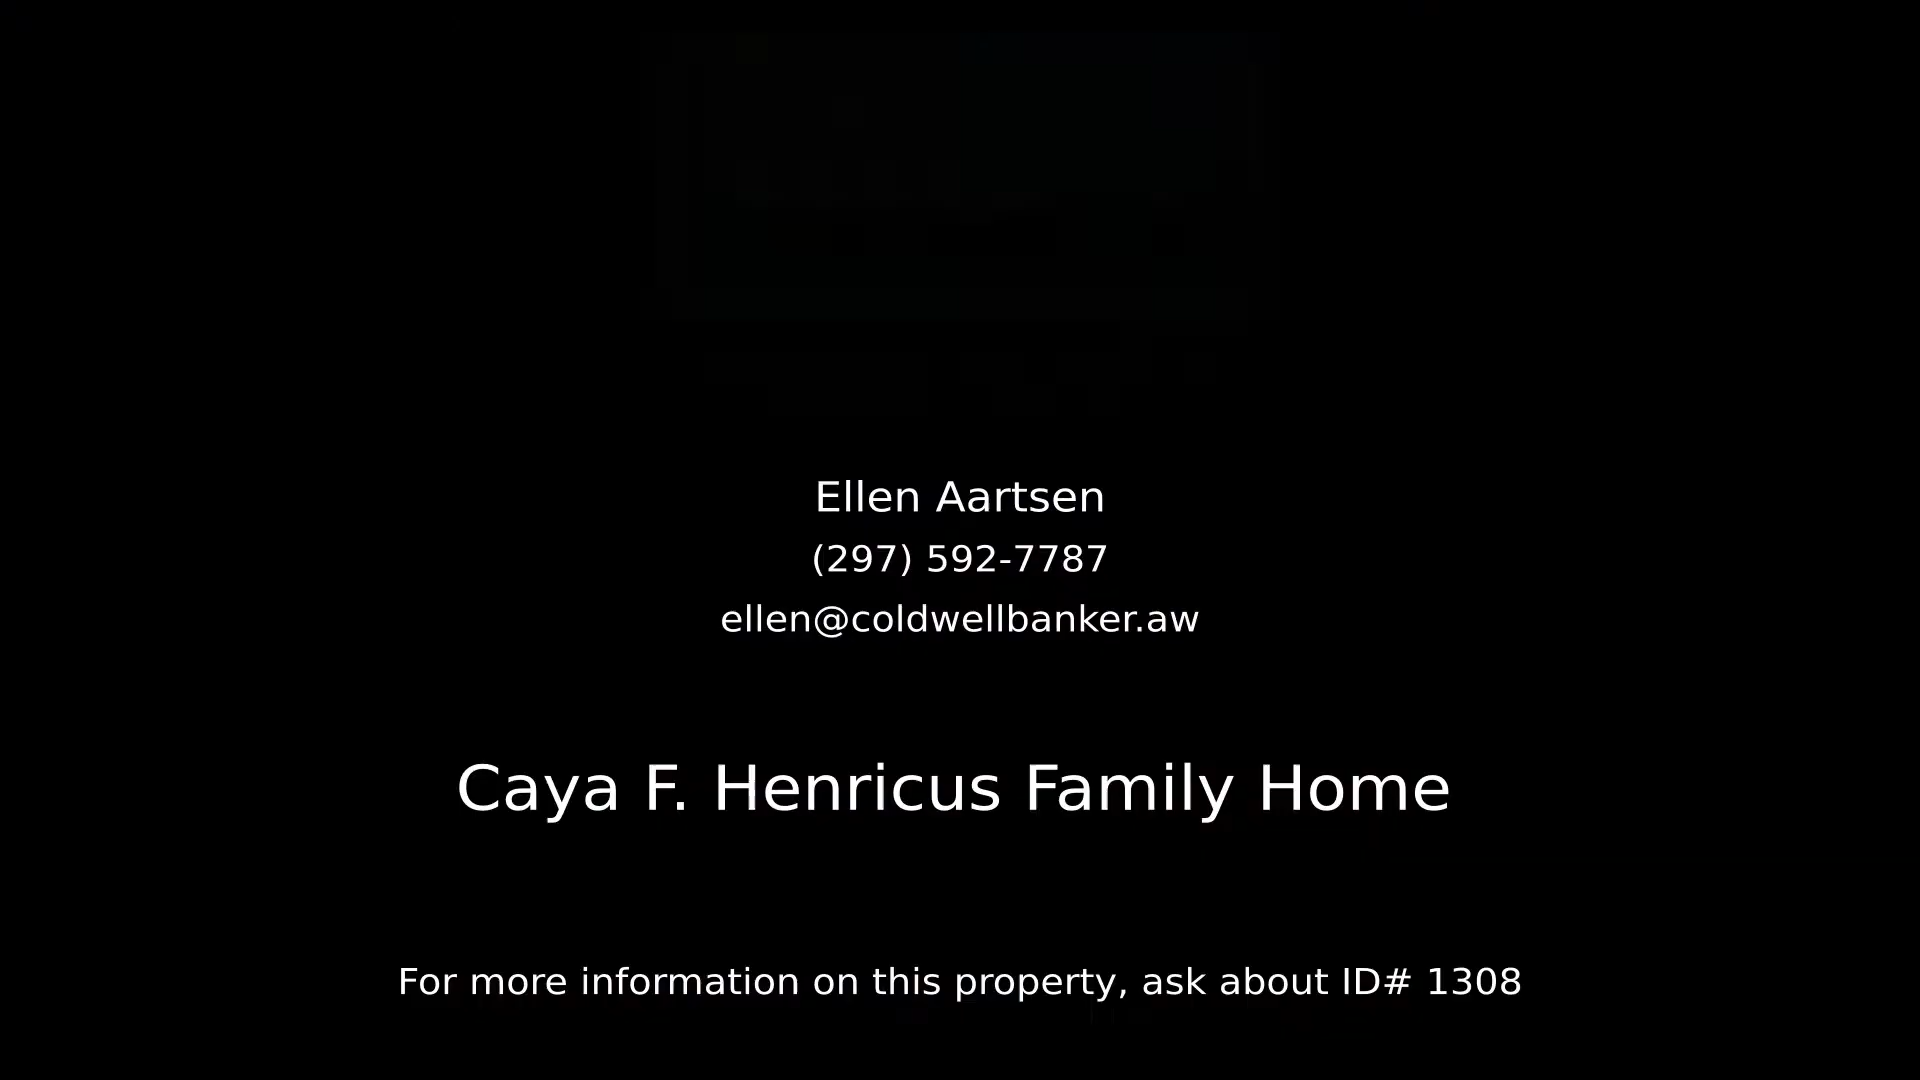 Ellen Aartsen
(297) 592-7787
ellen@coldwellbanker.aw
Caya F. Henricus Family Home
For more information on this property, ask about ID# 1308